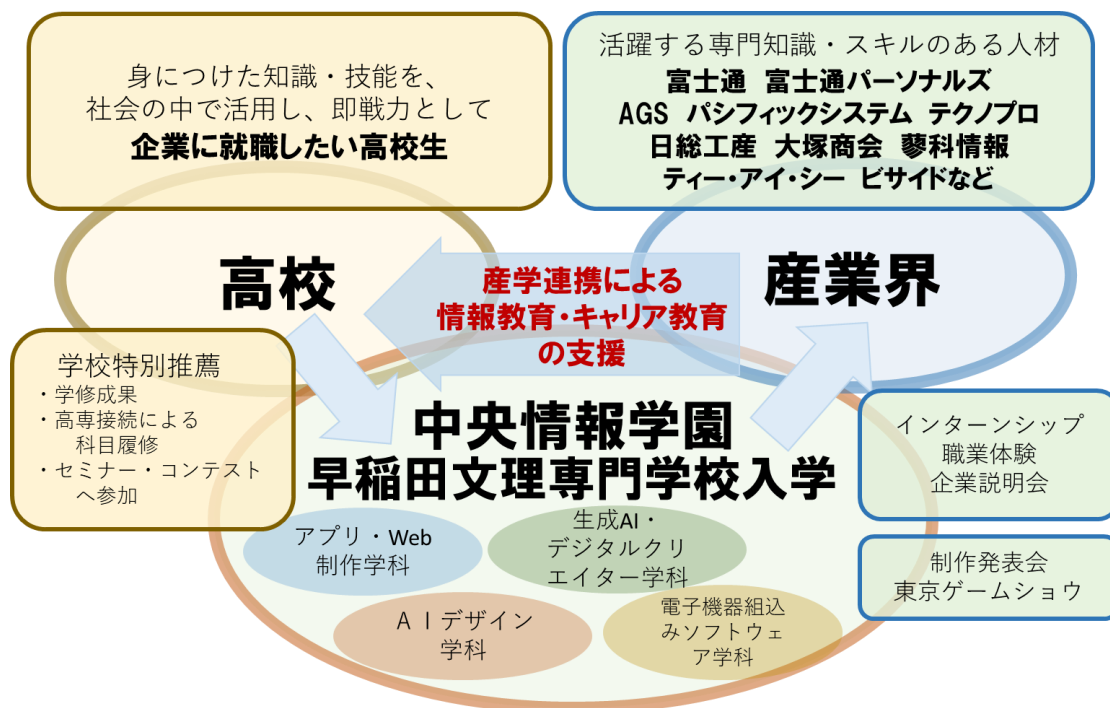 身につけた知識・技能を、
社会の中で活用し、即戦力として
企業に就職したい高校生
活躍する専門知識・スキルのある人材
富士通 富士通パーソナルズ
AGS パシフィックシステム テクノプロ
日総工産 大塚商会 蓼科情報
ティー・アイ・シー ビサイドなど
高校
産学連携による
情報教育・キャリア教育
の支援
産業界
学校特別推薦
・学修成果
・高専接続による
科目履修
・セミナー・コンテスト
へ参加
中央情報学園
早稲田文理専門学校入学
インターンシップ
職業体験
企業説明会
アプリ・Web
制作学科
生成AI・
デジタルクリ
エイター学科
制作発表会
東京ゲームショウ
ＡＩデザイン
学科
電子機器組込
みソフトウェ
ア学科